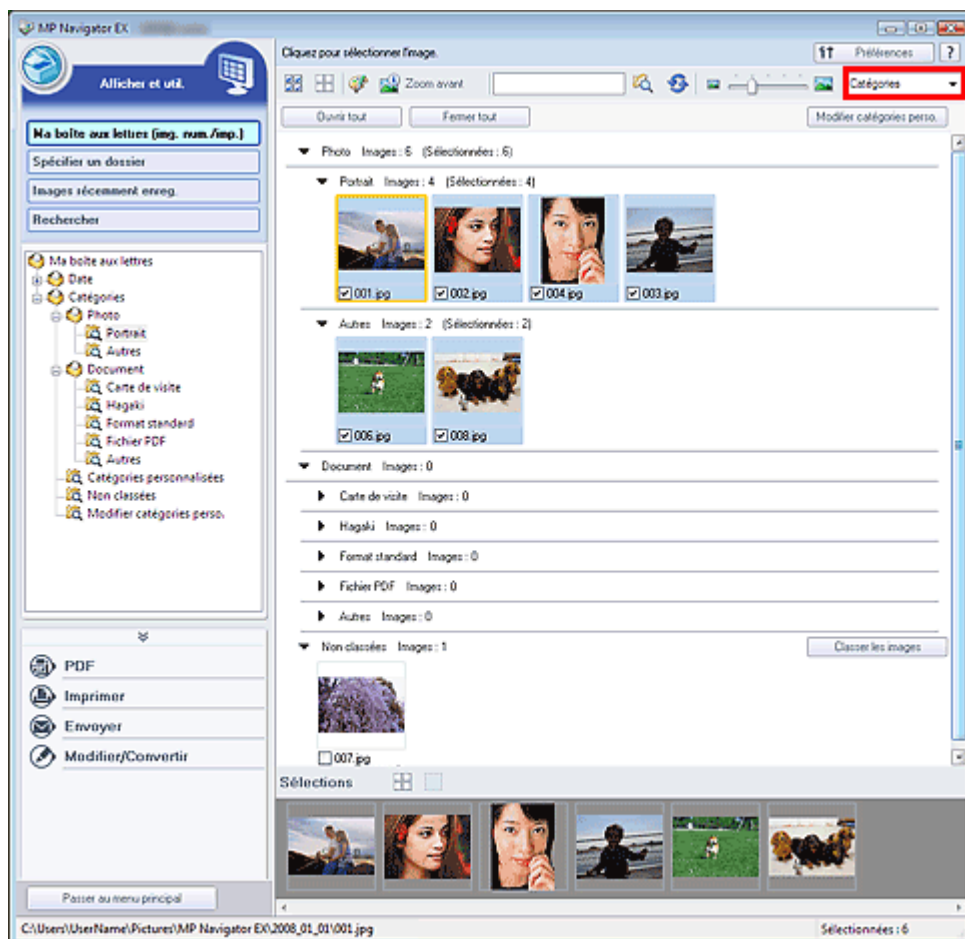 MP Navigator EX
Cliquez pour sélectionner l'image.
Préférences ?
Afficher et util.
Zoom avant
Catégories
Ouvrir tout Fermer tout Modifier catégories perso.
Ma boîte aux lettres (img. num./imp.)
Spécifier un dossier
Images récemment enreg.
Rechercher
Ma boîte aux lettres
Date
Catégories
Photo
Portrait
Autres
Document
Carte de visite
Hagaki
Format standard
Fichier PDF
Autres
Catégories personnalisées
Non classées
Modifier catégories perso.
PDF
Imprimer
Envoyer
Modifier/Convertir
Passer au menu principal
Photo Images : 6 (Sélectionnées : 6)
Portrait Images : 4 (Sélectionnées : 4)
001.jpg 002.jpg 004.jpg 003.jpg
Autres Images : 2 (Sélectionnées : 2)
006.jpg 008.jpg
Document Images : 0
Carte de visite Images : 0
Hagaki Images : 0
Format standard Images : 0
Fichier PDF Images : 0
Autres Images : 0
Non classées Images : 1 Classer les images
007.jpg
Sélections
C:\Users\UserName\Pictures\MP Navigator EX\2008_01_01\001.jpg Sélectionnées : 6